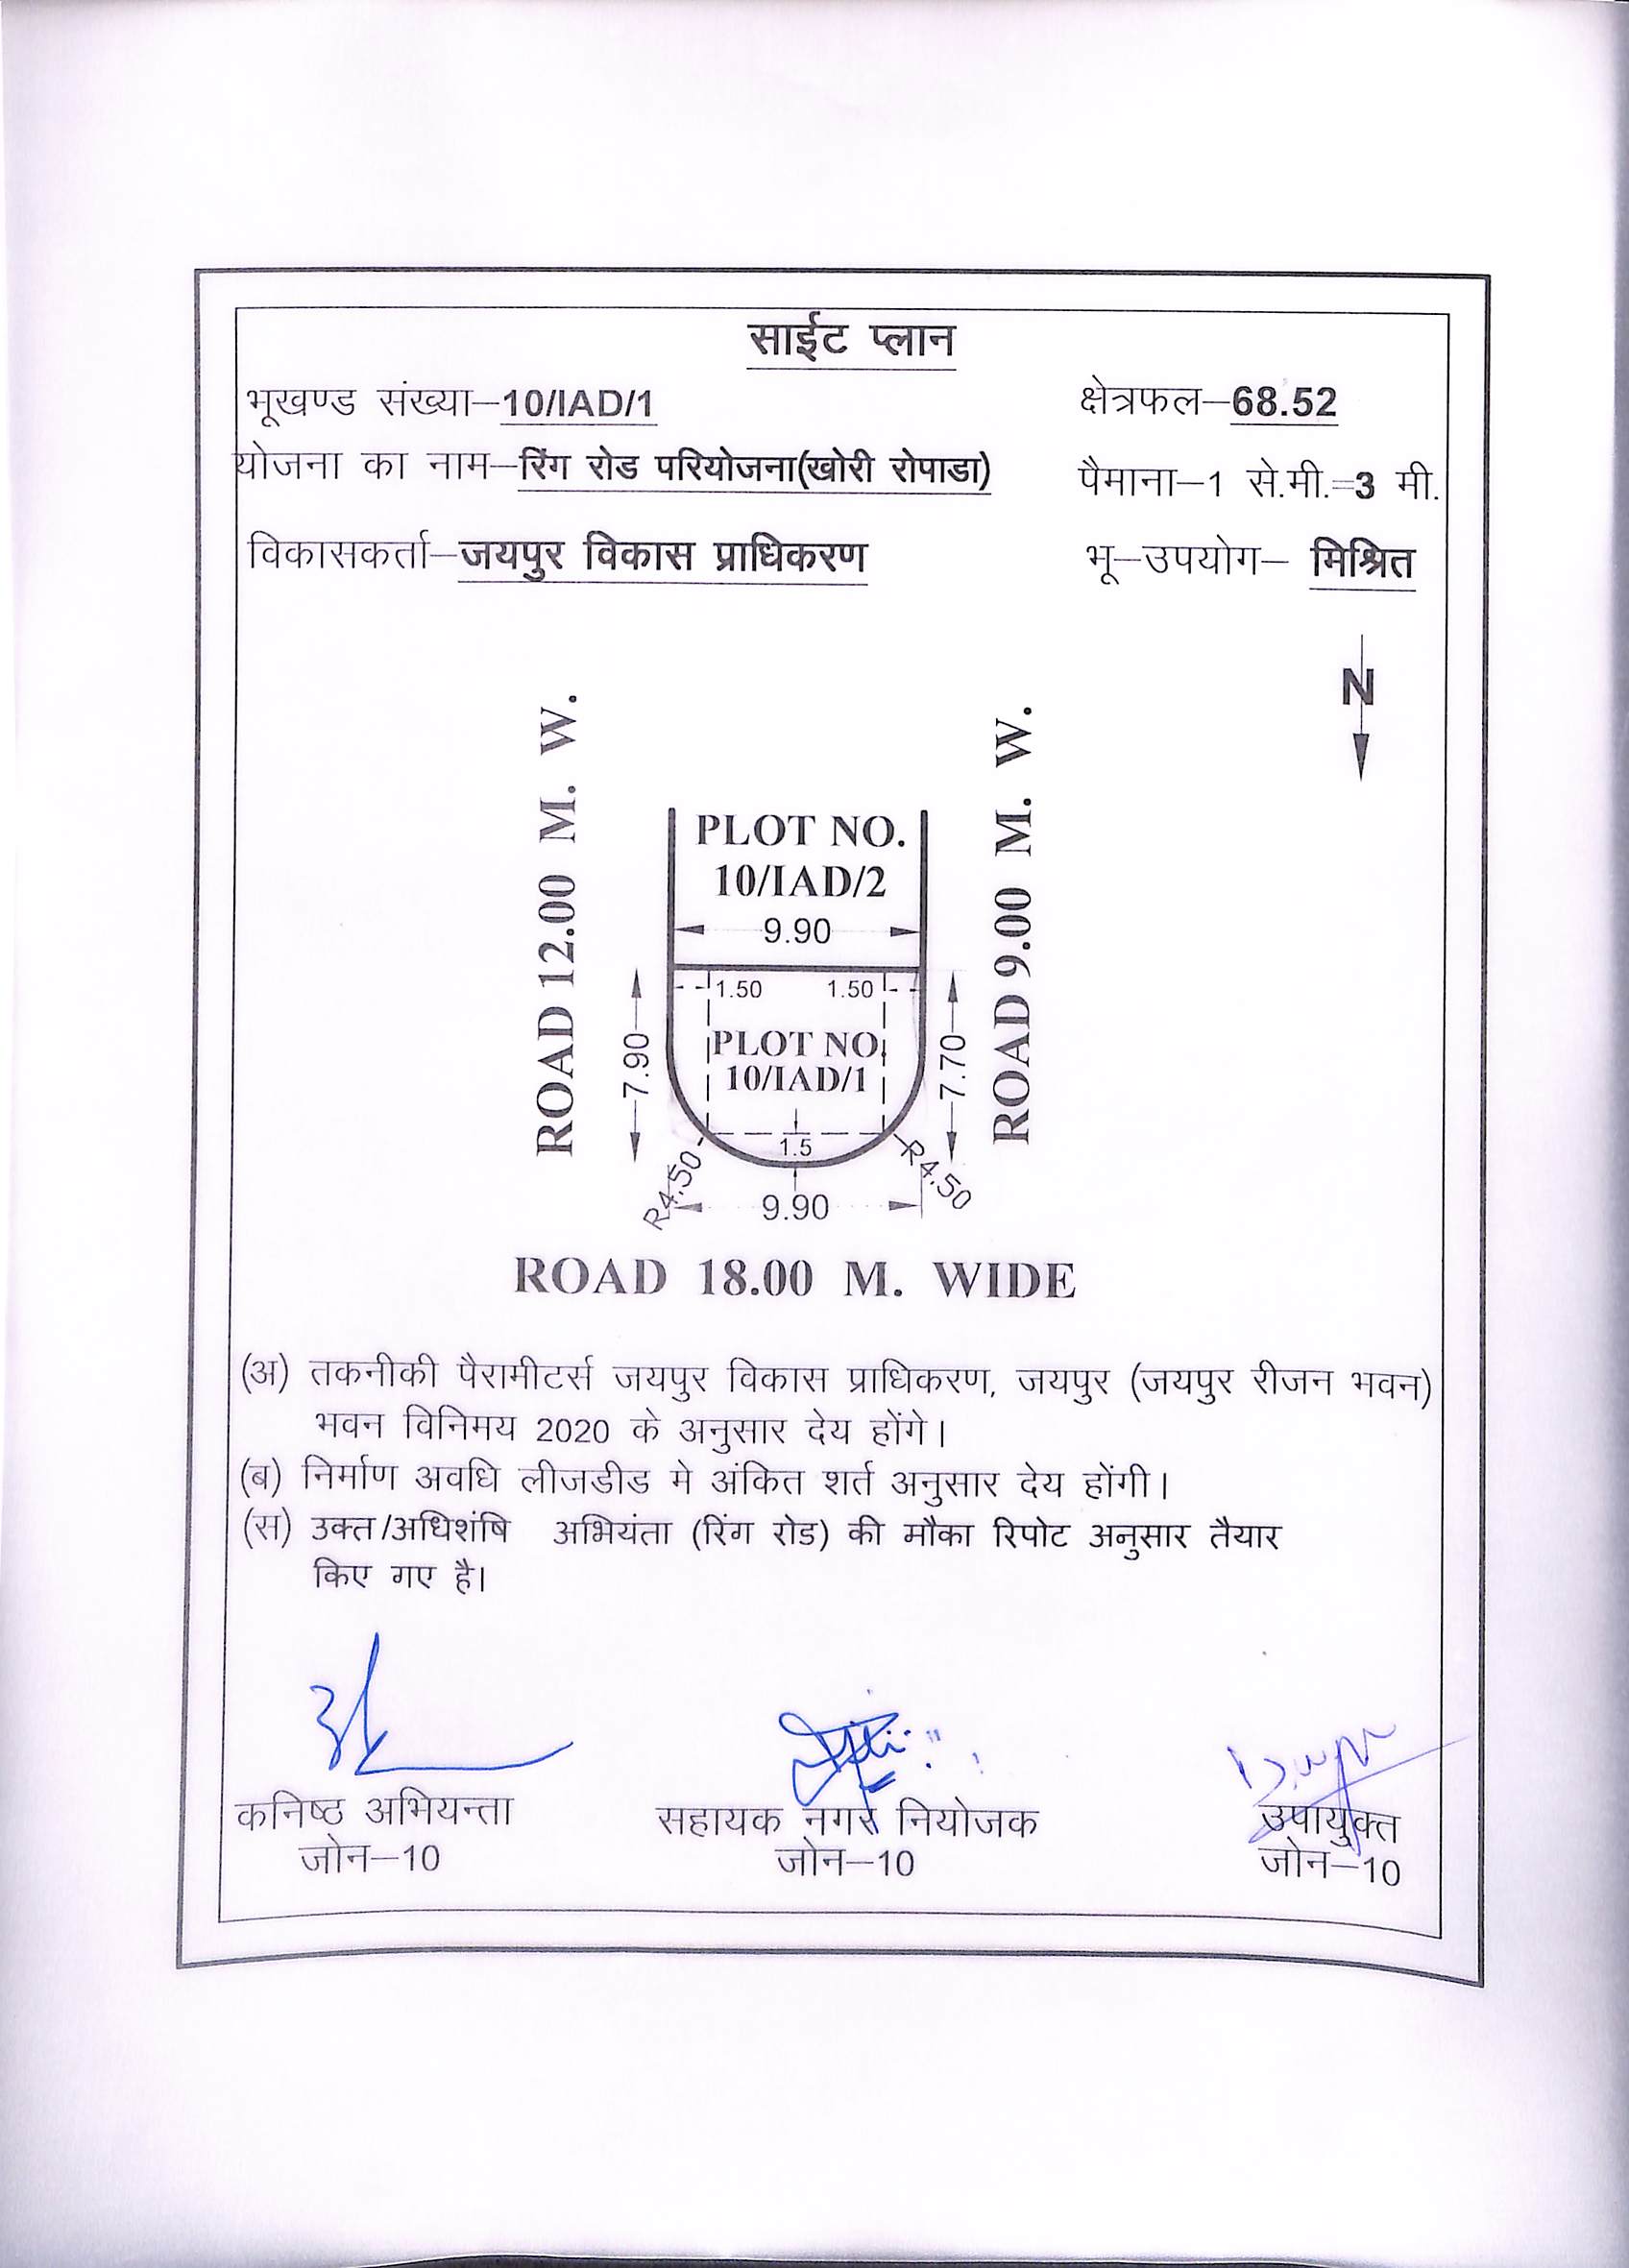 साईट प्लान
भूखण्ड संख्या–10/IAD/1
क्षेत्रफल–68.52
योजना का नाम–रिंग रोड परियोजना(खोरी रोपाडा)
पैमाना–1 से.मी.=3 मी.
विकासकर्ता–जयपुर विकास प्राधिकरण
भू–उपयोग– मिश्रित
N
ROAD 12.00 M. W.
ROAD 9.00 M. W.
PLOT NO.
10/IAD/2
9.90
1.50 1.50
7.90
7.70
PLOT NO.
10/IAD/1
1.5
R4.50
R4.50
9.90
ROAD 18.00 M. WIDE
(अ) तकनीकी पैरामीटर्स जयपुर विकास प्राधिकरण, जयपुर (जयपुर रीजन भवन)
भवन विनिमय 2020 के अनुसार देय होंगे।
(ब) निर्माण अवधि लीजडीड मे अंकित शर्त अनुसार देय होंगी।
(स) उक्त/अधिशंषि अभियंता (रिंग रोड) की मौका रिपोट अनुसार तैयार
किए गए है।
कनिष्ठ अभियन्ता
जोन–10
सहायक नगर नियोजक
जोन–10
उपायुक्त
जोन–10